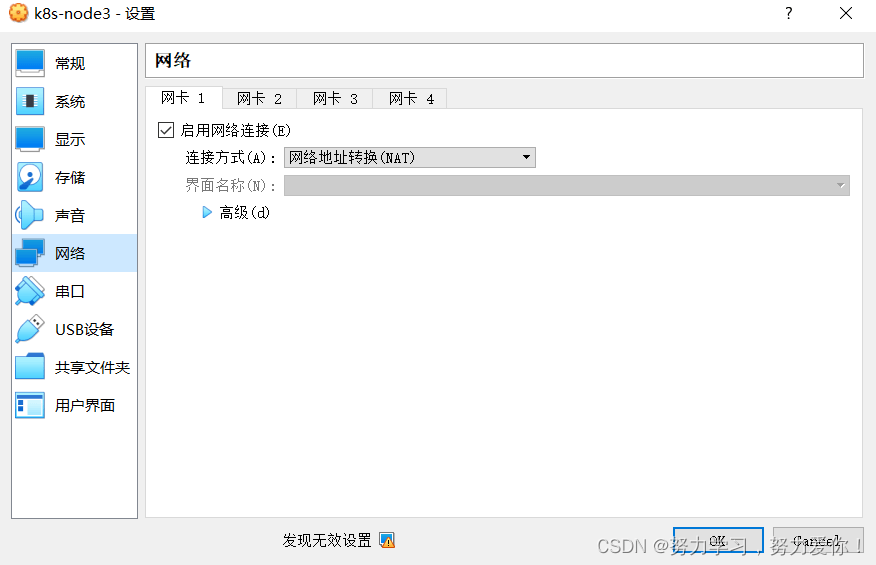 k8s-node3 - 设置
?
常规
系统
显示
存储
声音
网络
串口
USB设备
共享文件夹
用户界面
网络
网卡 1 网卡 2 网卡 3 网卡 4
启用网络连接(E)
连接方式(A): 网络地址转换(NAT)
界面名称(N):
高级(d)
发现无效设置
OK Cancel
CSDN @努力学习,努力爱你!